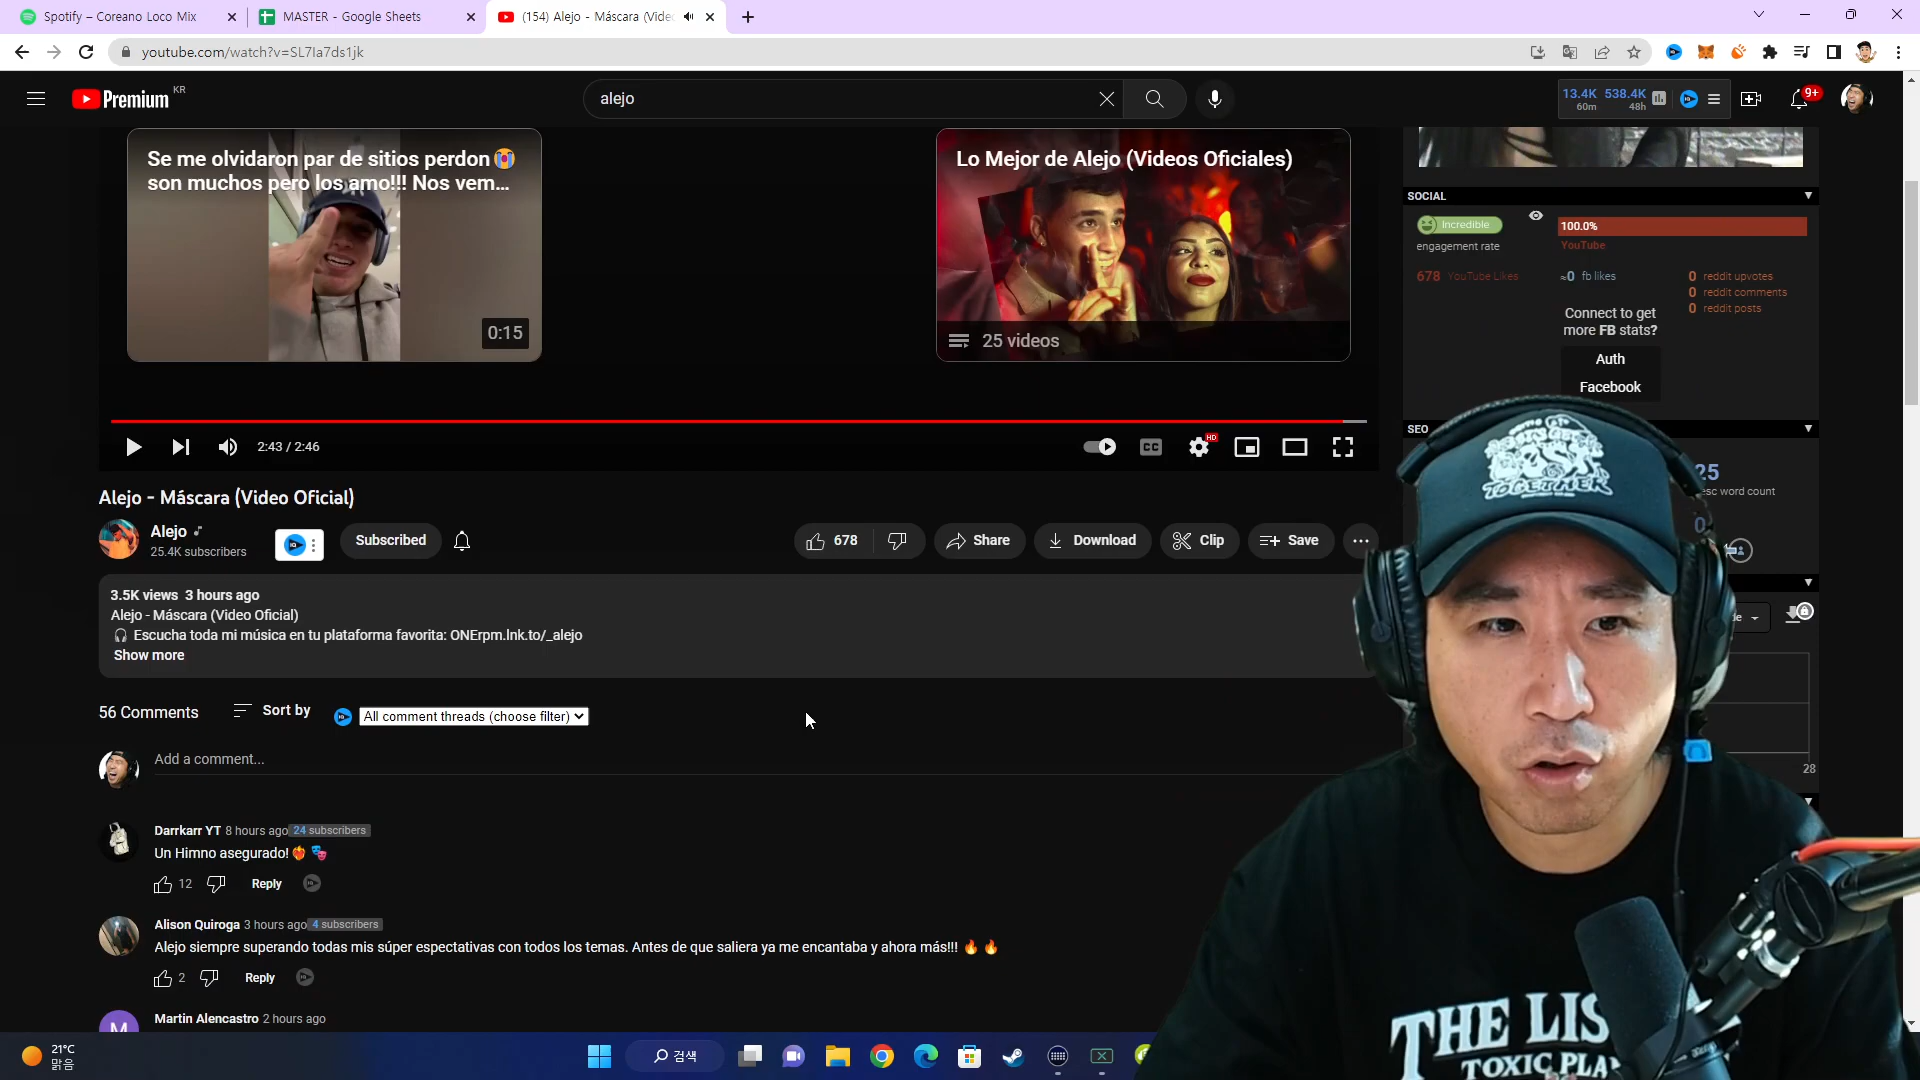 Spotify – Coreano Loco Mix
MASTER - Google Sheets
(154) Alejo - Máscara (Vide
youtube.com/watch?v=SL7Ia7ds1jk
Premium
KR
alejo
13.4K 538.4K
60m 48h
9+
Se me olvidaron par de sitios perdon😭
son muchos pero los amo!!! Nos vem...
0:15
Lo Mejor de Alejo (Videos Oficiales)
25 videos
2:43 / 2:46
CC
HD
Alejo - Máscara (Video Oficial)
Alejo
25.4K subscribers
Subscribed
678
Share
Download
Clip
Save
3.5K views 3 hours ago
Alejo - Máscara (Video Oficial)
🎧 Escucha toda mi música en tu plataforma favorita: ONErpm.lnk.to/_alejo
Show more
56 Comments
Sort by
All comment threads (choose filter)
Add a comment...
Darrkarr YT 8 hours ago 24 subscribers
Un Himno asegurado!❤️‍🔥 🎭
12
Reply
Alison Quiroga 3 hours ago 4 subscribers
Alejo siempre superando todas mis súper espectativas con todos los temas. Antes de que saliera ya me encantaba y ahora más!!! 🔥 🔥
2
Reply
M
Martin Alencastro 2 hours ago
SOCIAL
Incredible
engagement rate
100.0%
YouTube
678 YouTube Likes
≈0 fb likes
0 reddit upvotes
0 reddit comments
0 reddit posts
Connect to get
more FB stats?
Auth
Facebook
SEO
25
esc word count
0
28
TOGETHER
THE LIS
TOXIC PLA
21°C
맑음
검색